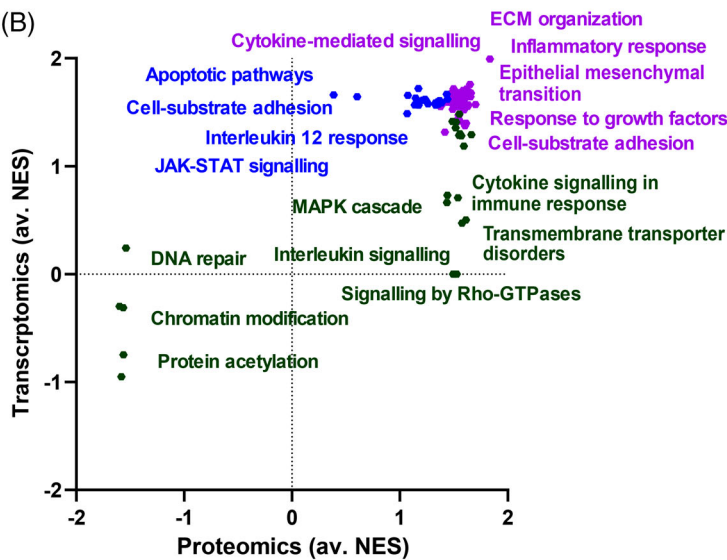 (B)
ECM organization
Cytokine-mediated signalling
Inflammatory response
Apoptotic pathways
Epithelial mesenchymal
transition
Cell-substrate adhesion
Response to growth factors
Interleukin 12 response
Cell-substrate adhesion
JAK-STAT signalling
Cytokine signalling in
immune response
MAPK cascade
Transmembrane transporter
disorders
DNA repair
Interleukin signalling
Signalling by Rho-GTPases
Chromatin modification
Protein acetylation
2
1
0
-1
-2
Transcrptomics (av. NES)
-2 -1 0 1 2
Proteomics (av. NES)